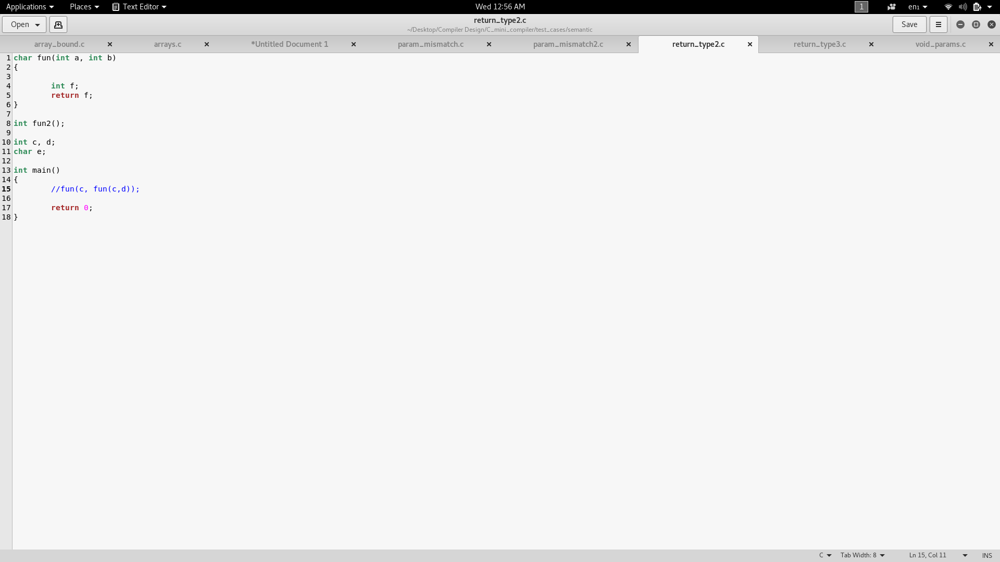 Applications Places Text Editor Wed 12:56 AM 1 en₁
Open return_type2.c Save
~/Desktop/Compiler Design/C_mini_compiler/test_cases/semantic
array_bound.c arrays.c *Untitled Document 1 param_mismatch.c param_mismatch2.c return_type2.c return_type3.c void_params.c
1 char fun(int a, int b)
2 {
3
4 int f;
5 return f;
6 }
7
8 int fun2();
9
10 int c, d;
11 char e;
12
13 int main()
14 {
15 //fun(c, fun(c,d));
16
17 return 0;
18 }
C Tab Width: 8 Ln 15, Col 11 INS